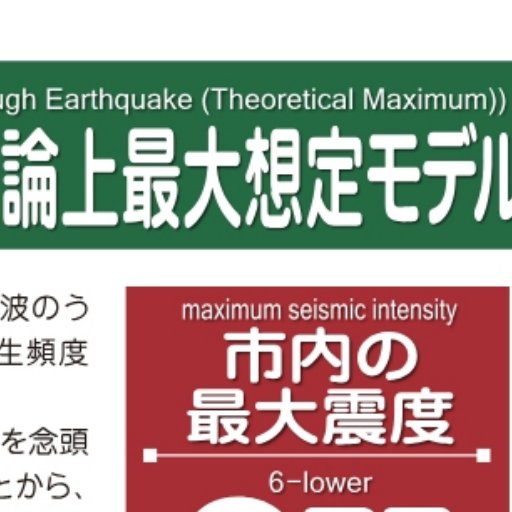 ugh Earthquake (Theoretical Maximum))
論上最大想定モデル
波のう
生頻度
を念頭
とから、
maximum seismic intensity
市内の
最大震度
6-lower